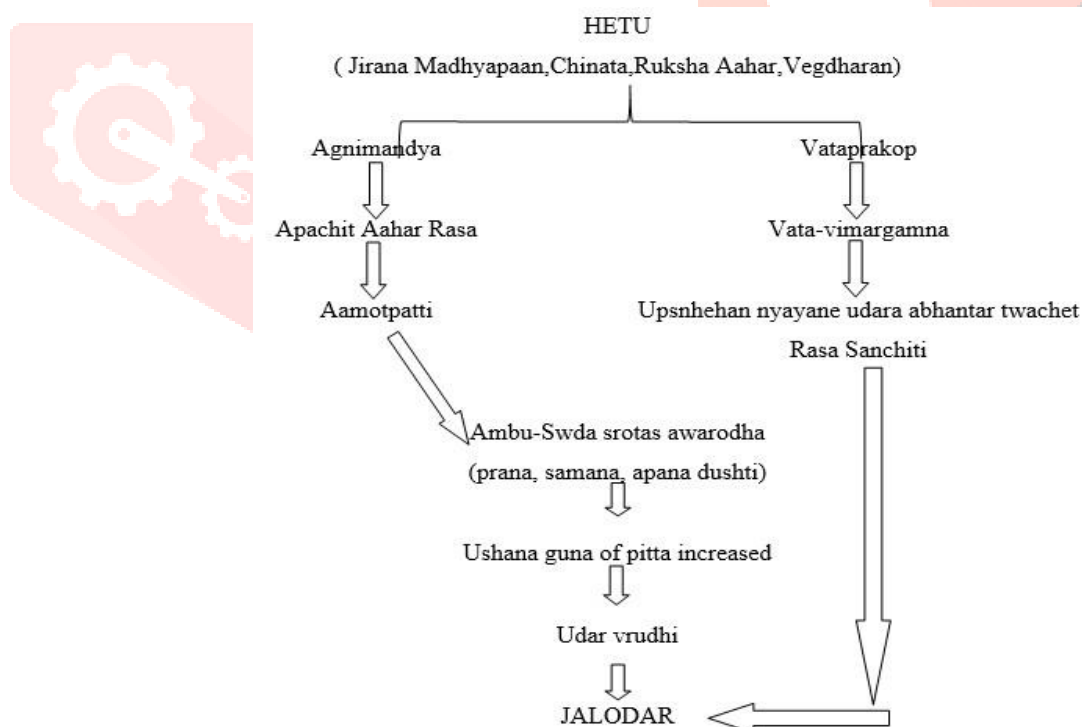 HETU
( Jirana Madhyapaan,Chinata,Ruksha Aahar,Vegdharan)
Agnimandya
Vataprakop
Apachit Aahar Rasa
Vata-vimargamna
Aamotpatti
Upsnhehan nyayane udara abhantar twachet
Rasa Sanchiti
Ambu-Swda srotas awarodha
(prana, samana, apana dushti)
Ushana guna of pitta increased
Udar vrudhi
JALODAR